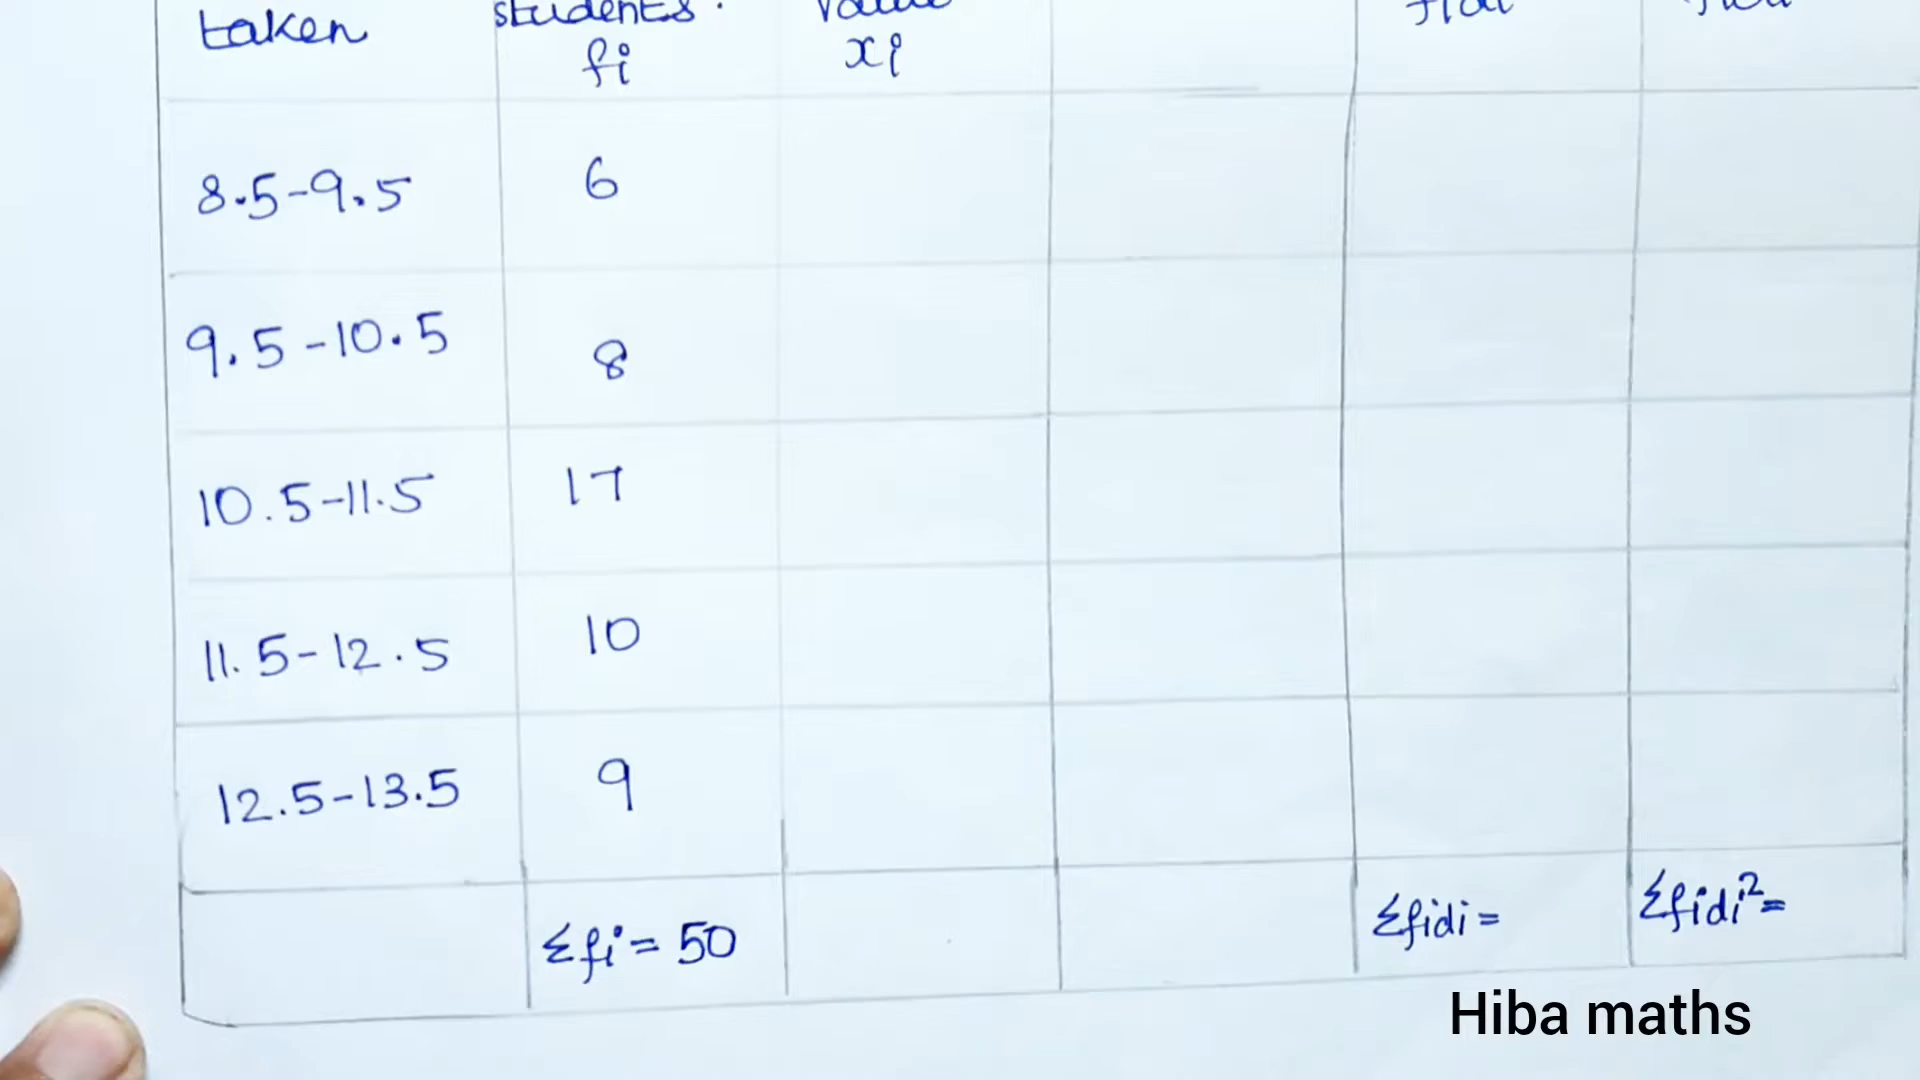 taken students. value
fi xi
8.5-9.5 6
9.5-10.5 8
10.5-11.5 17
11.5-12.5 10
12.5-13.5 9
Σfi = 50 Σfidi = Σfidi²=
Hiba maths